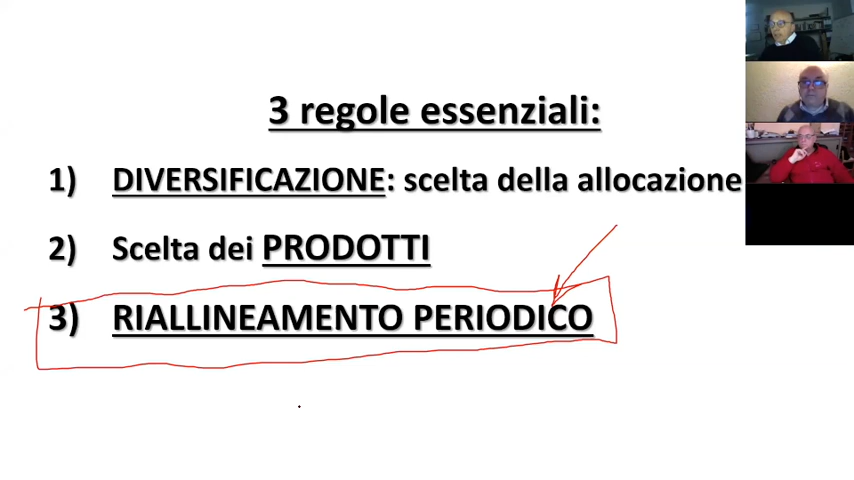 3 regole essenziali:
1) DIVERSIFICAZIONE: scelta della allocazione
2) Scelta dei PRODOTTI
3) RIALLINEAMENTO PERIODICO